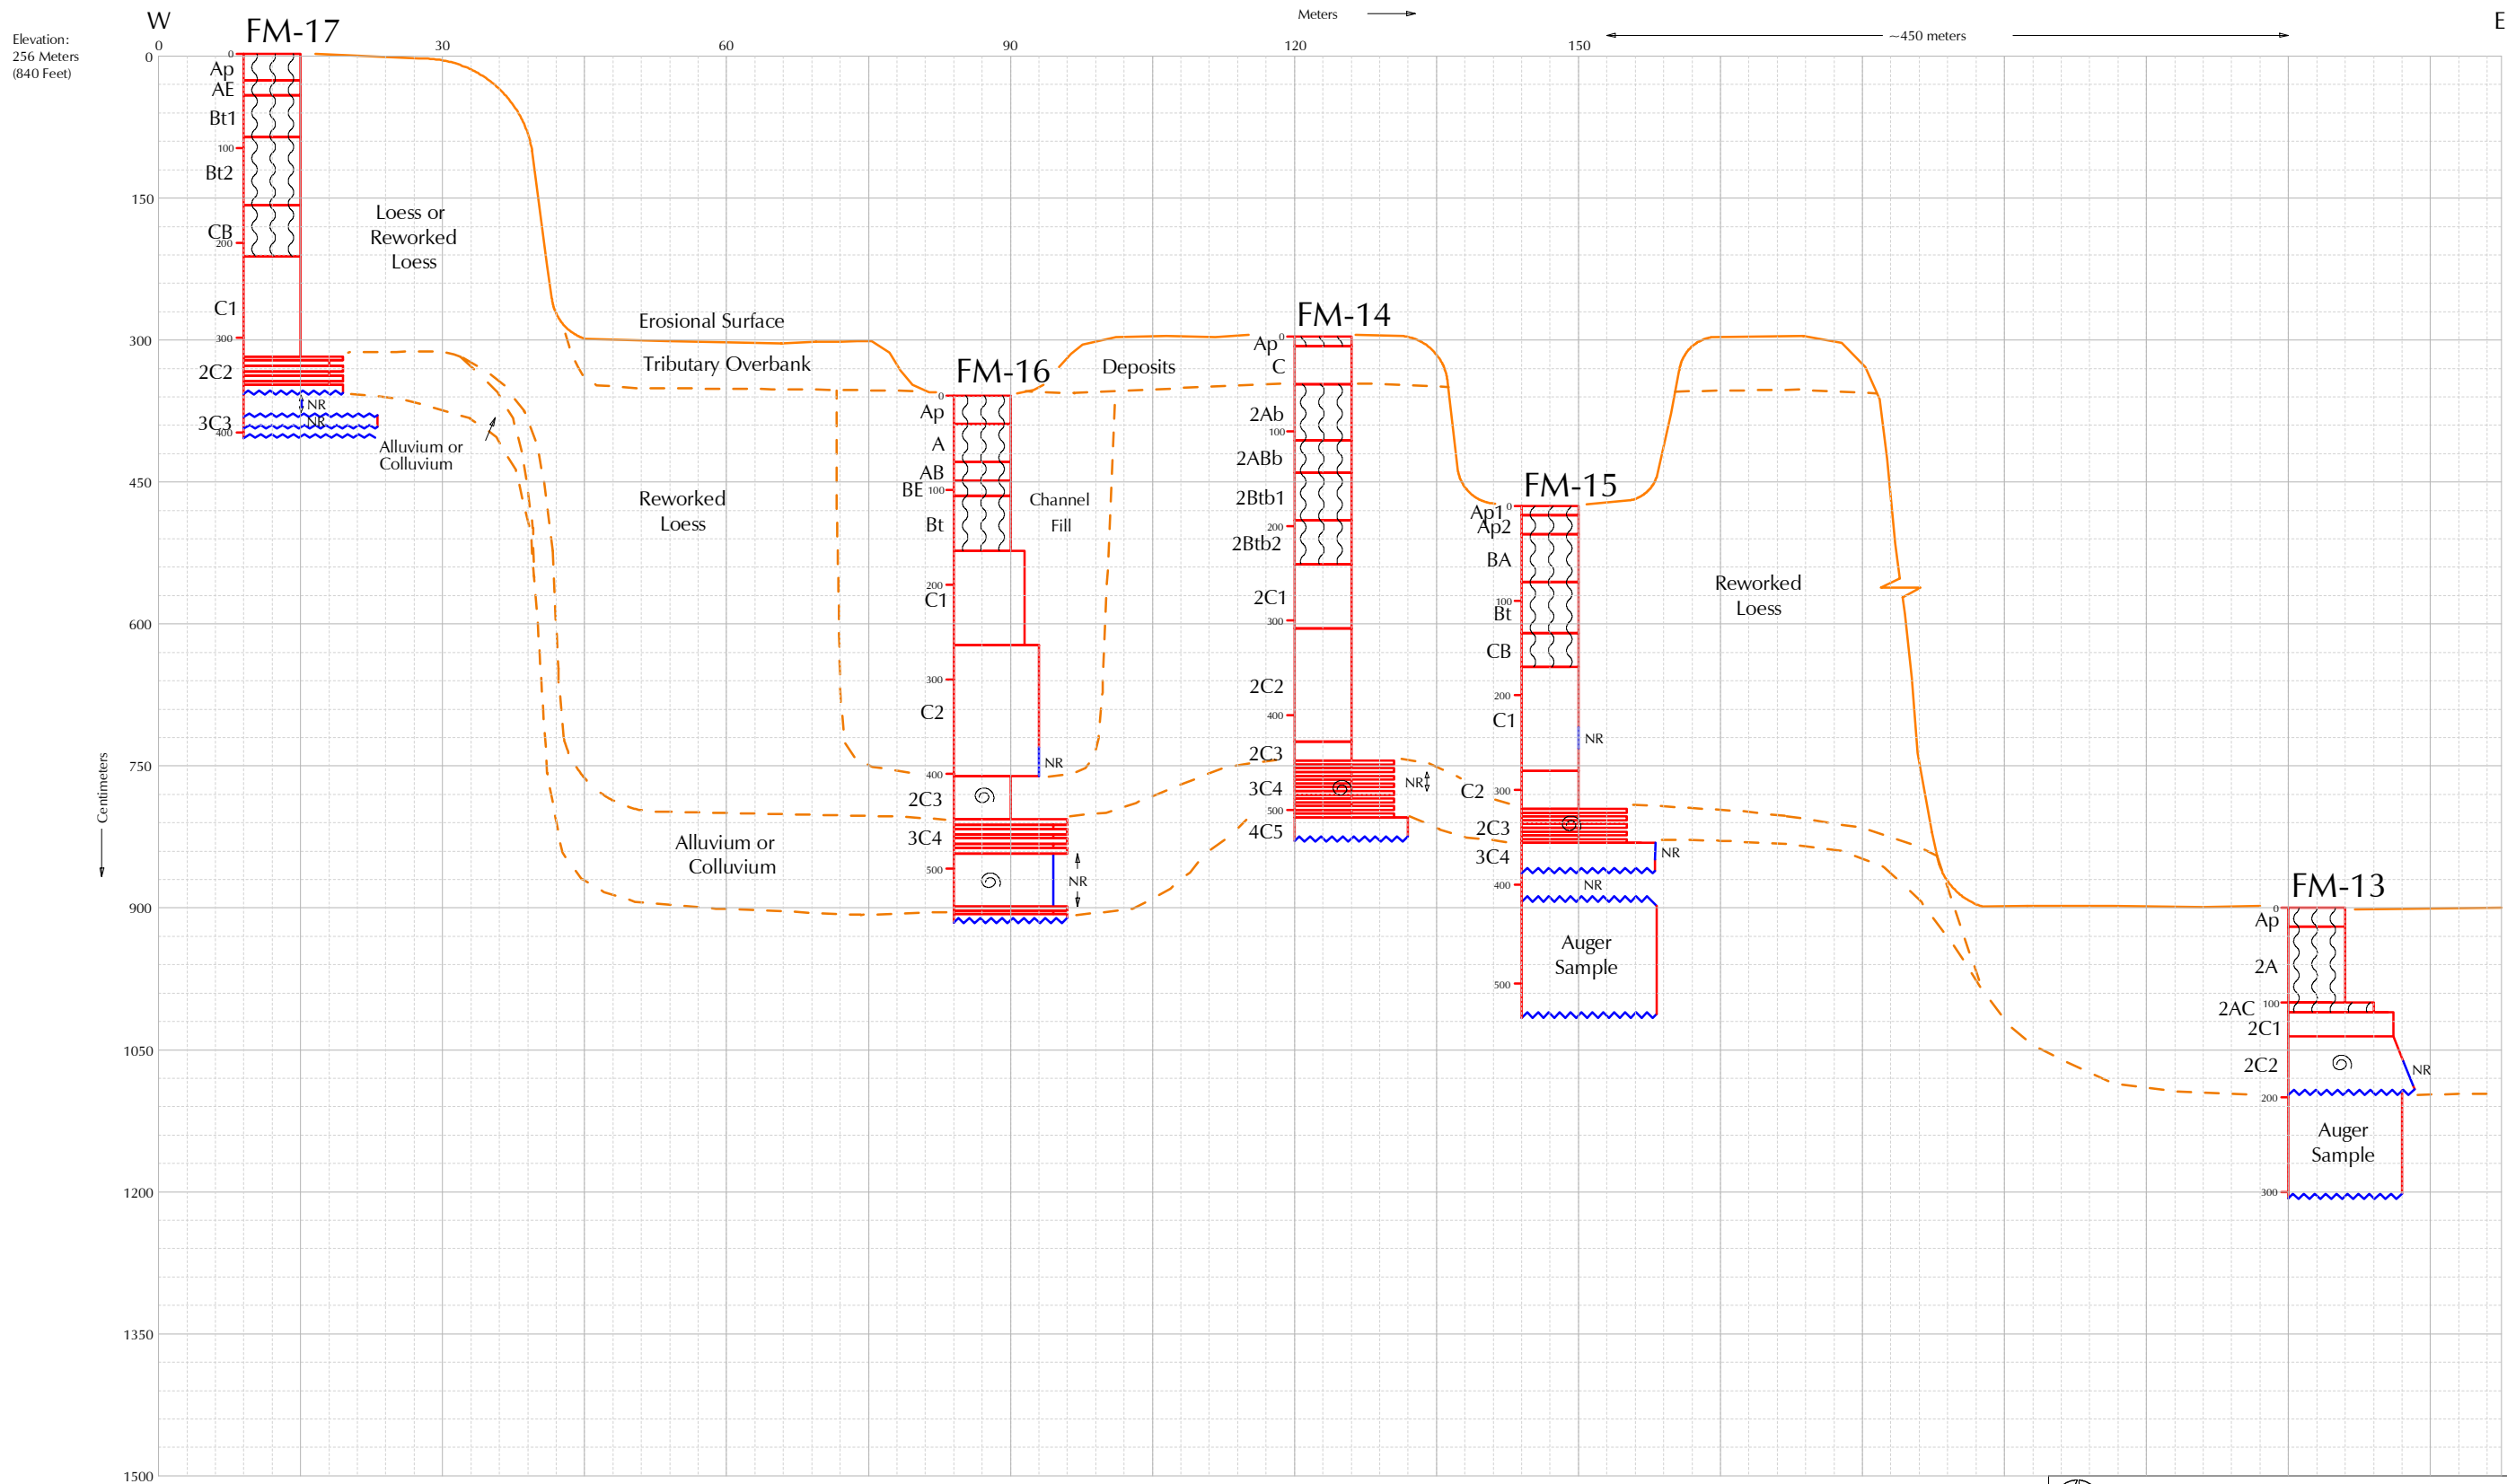 W
Meters
E
Elevation:
256 Meters
(840 Feet)
0
30
60
90
120
150
~450 meters
0
150
300
450
600
750
900
1050
1200
1350
1500
Centimeters
FM-17
0
Ap
AE
Bt1
100
Bt2
CB
200
C1
300
2C2
NR
3C3
NR
400
Loess or
Reworked
Loess
Alluvium or
Colluvium
Erosional Surface
Tributary Overbank
Deposits
Reworked
Loess
Alluvium or
Colluvium
FM-16
0
Ap
A
AB
BE
100
Bt
200
C1
300
C2
NR
400
2C3
3C4
500
NR
Channel
Fill
FM-14
0
Ap
C
2Ab
100
2ABb
2Btb1
200
2Btb2
2C1
300
2C2
400
2C3
3C4
NR
500
4C5
FM-15
0
Ap1
Ap2
BA
100
Bt
CB
200
C1
NR
300
C2
2C3
3C4
NR
400
NR
Auger
Sample
500
Reworked
Loess
FM-13
0
Ap
2A
100
2AC
2C1
2C2
NR
200
Auger
Sample
300